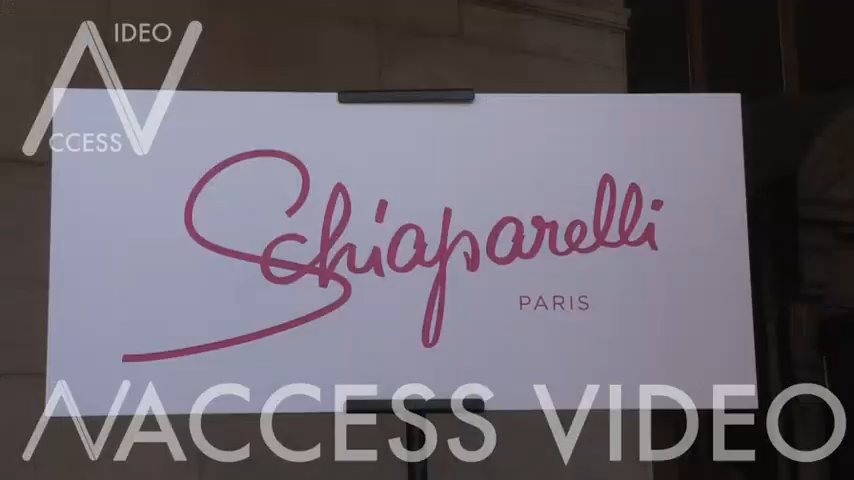 VIDEO
ACCESS
Schiaparelli
PARIS
ACCESS VIDEO